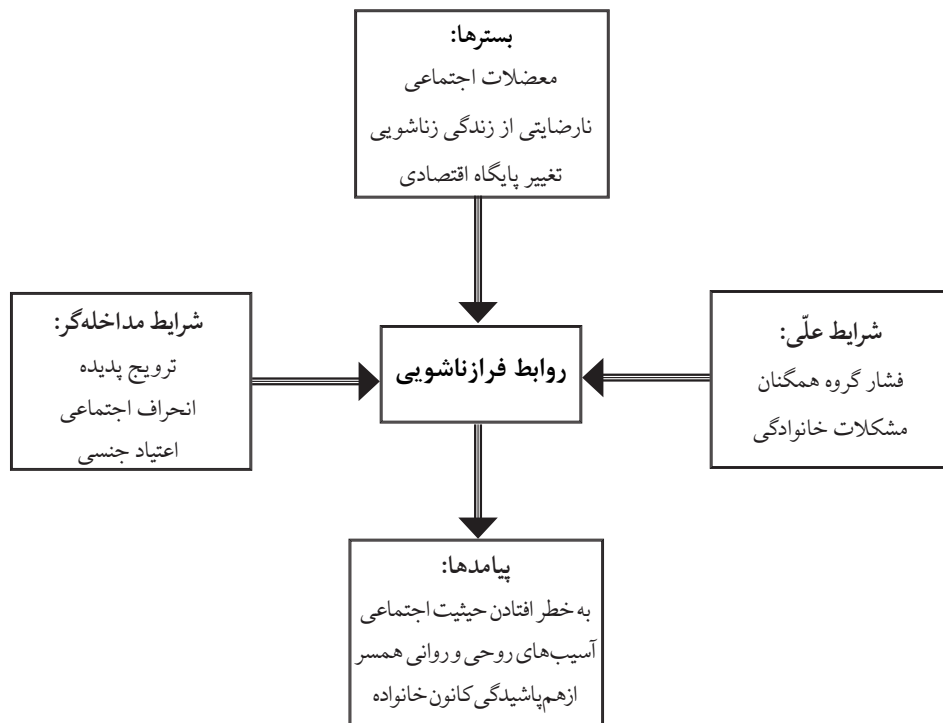 بسترها:
معضلات اجتماعی
نارضایتی از زندگی زناشویی
تغییر پایگاه اقتصادی
شرایط علّی:
فشار گروه همگنان
مشکلات خانوادگی
روابط فرازناشویی
شرایط مداخله‌گر:
ترویج پدیده
انحراف اجتماعی
اعتیاد جنسی
پیامدها:
به خطر افتادن حیثیت اجتماعی
آسیب‌های روحی و روانی همسر
ازهم‌پاشیدگی کانون خانواده